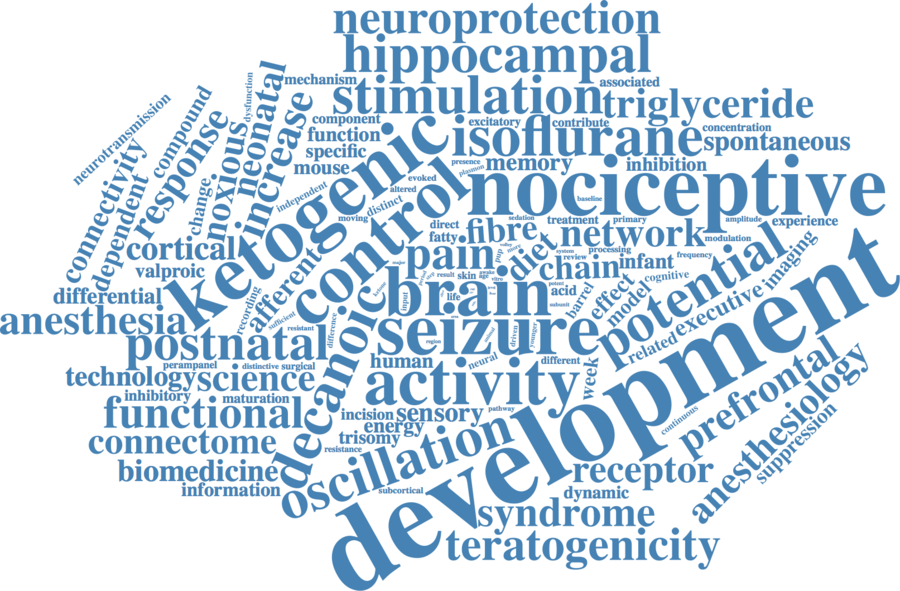 neuroprotection
hippocampal
stimulation
associated
mechanism
triglyceride
dysfunction
neonatal
neurotransmission
compound
component
excitatory
contribute
concentration
isoflurane
function
spontaneous
increase
noxious
response
ketogenic
specific
mouse
presence
memory
inhibition
plasmon
connectivity
dependent
change
evoked
altered
nociceptive
independent
distinct
baseline
control
moving
sedation
treatment
primary
amplitude
experience
direct
fibre
network
modulation
cortical
fatty
valproic
afferent
pain
diet
pup
system
processing
review
frequency
imaging
potential
chain
infant
cognitive
result
skin
awake
age
vitro
potent
acid
differential
recording
brain
input
life
subunit
barrel
effect
model
executive
related
anesthesia
sufficient
resistant
difference
seizure
region
driven
younger
development
postnatal
decanoic
human
neural
different
perampanel
distinctive
surgical
technology
science
activity
week
prefrontal
inhibitory
maturation
functional
incision
sensory
pathway
continuous
energy
anesthesiology
suppression
connectome
trisomy
oscillation
resistance
biomedicine
receptor
information
subcortical
dynamic
syndrome
teratogenicity